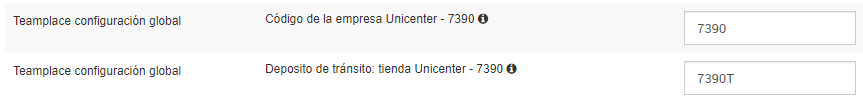 Teamplace configuración global Código de la empresa Unicenter - 7390 7390
Teamplace configuración global Deposito de tránsito: tienda Unicenter - 7390 7390T